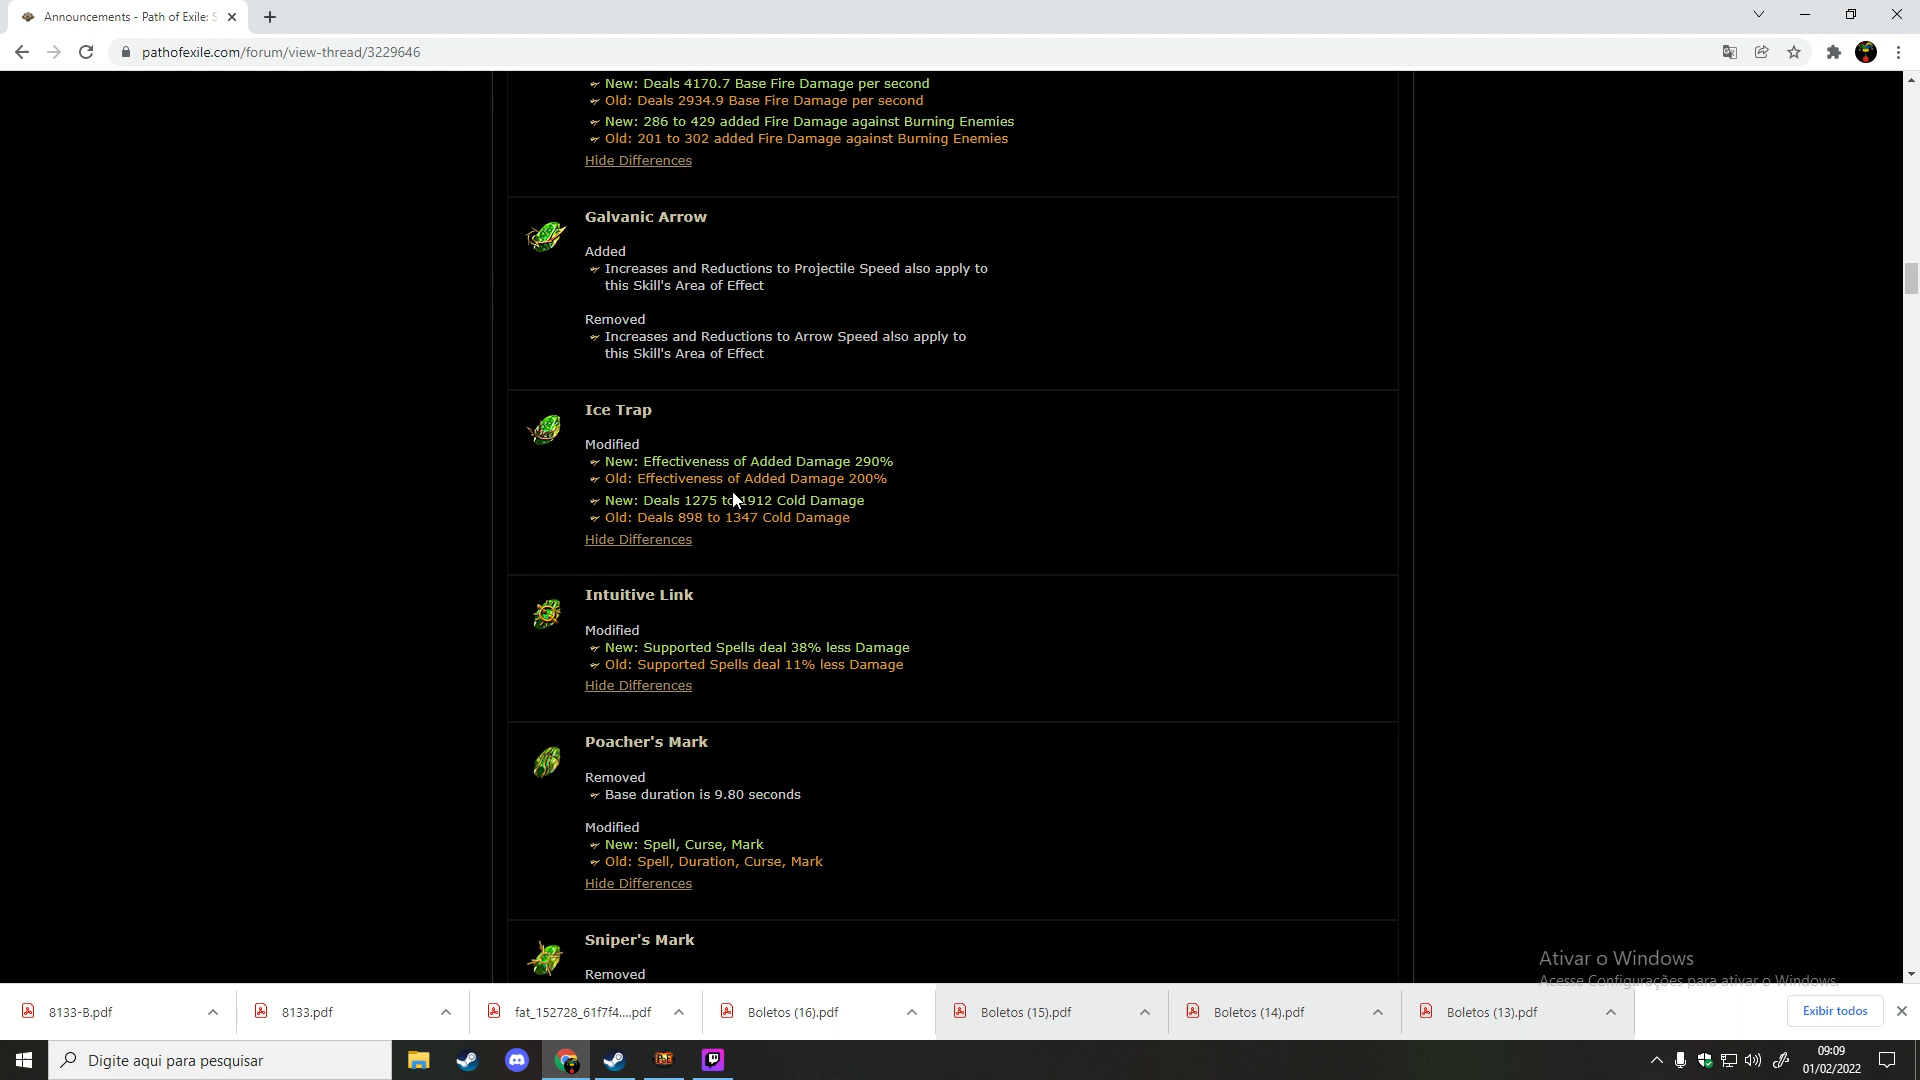 Announcements - Path of Exile: S
pathofexile.com/forum/view-thread/3229646
New: Deals 4170.7 Base Fire Damage per second
Old: Deals 2934.9 Base Fire Damage per second
New: 286 to 429 added Fire Damage against Burning Enemies
Old: 201 to 302 added Fire Damage against Burning Enemies
Hide Differences
Galvanic Arrow
Added
Increases and Reductions to Projectile Speed also apply to
this Skill's Area of Effect
Removed
Increases and Reductions to Arrow Speed also apply to
this Skill's Area of Effect
Ice Trap
Modified
New: Effectiveness of Added Damage 290%
Old: Effectiveness of Added Damage 200%
New: Deals 1275 to 1912 Cold Damage
Old: Deals 898 to 1347 Cold Damage
Hide Differences
Intuitive Link
Modified
New: Supported Spells deal 38% less Damage
Old: Supported Spells deal 11% less Damage
Hide Differences
Poacher's Mark
Removed
Base duration is 9.80 seconds
Modified
New: Spell, Curse, Mark
Old: Spell, Duration, Curse, Mark
Hide Differences
Sniper's Mark
Removed
Ativar o Windows
Acesse Configurações para ativar o Windows.
8133-B.pdf
8133.pdf
fat_152728_61f7f4....pdf
Boletos (16).pdf
Boletos (15).pdf
Boletos (14).pdf
Boletos (13).pdf
Exibir todos
Digite aqui para pesquisar
PoE
09:09
01/02/2022